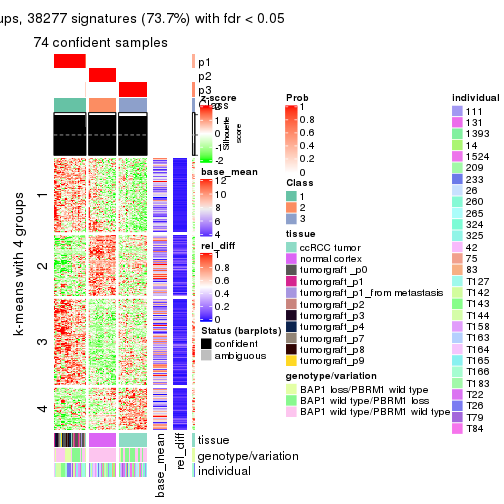 ups, 38277 signatures (73.7%) with fdr < 0.05
74 confident samples
p1
p2
p3
Class
z-score
2
1
0
-1
-2
Silhouette
score
1
2
3
4
k-means with 4 groups
base_mean
12
10
8
6
4
rel_diff
1
0.8
0.6
0.4
0.2
0
Status (barplots)
confident
ambiguous
tissue
genotype/variation
individual
base_mean
rel_diff
Prob
1
0.8
0.6
0.4
0.2
0
Class
1
2
3
tissue
ccRCC tumor
normal cortex
tumorgraft _p0
tumorgraft_p1
tumorgraft_p1_from metastasis
tumorgraft_p2
tumorgraft_p3
tumorgraft_p4
tumorgraft_p7
tumorgraft_p8
tumorgraft_p9
genotype/variation
BAP1 loss/PBRM1 wild type
BAP1 wild type/PBRM1 loss
BAP1 wild type/PBRM1 wild type
individual
111
131
1393
14
1524
209
233
26
260
265
324
325
42
75
83
T127
T142
T143
T144
T158
T163
T164
T165
T166
T183
T22
T26
T79
T84